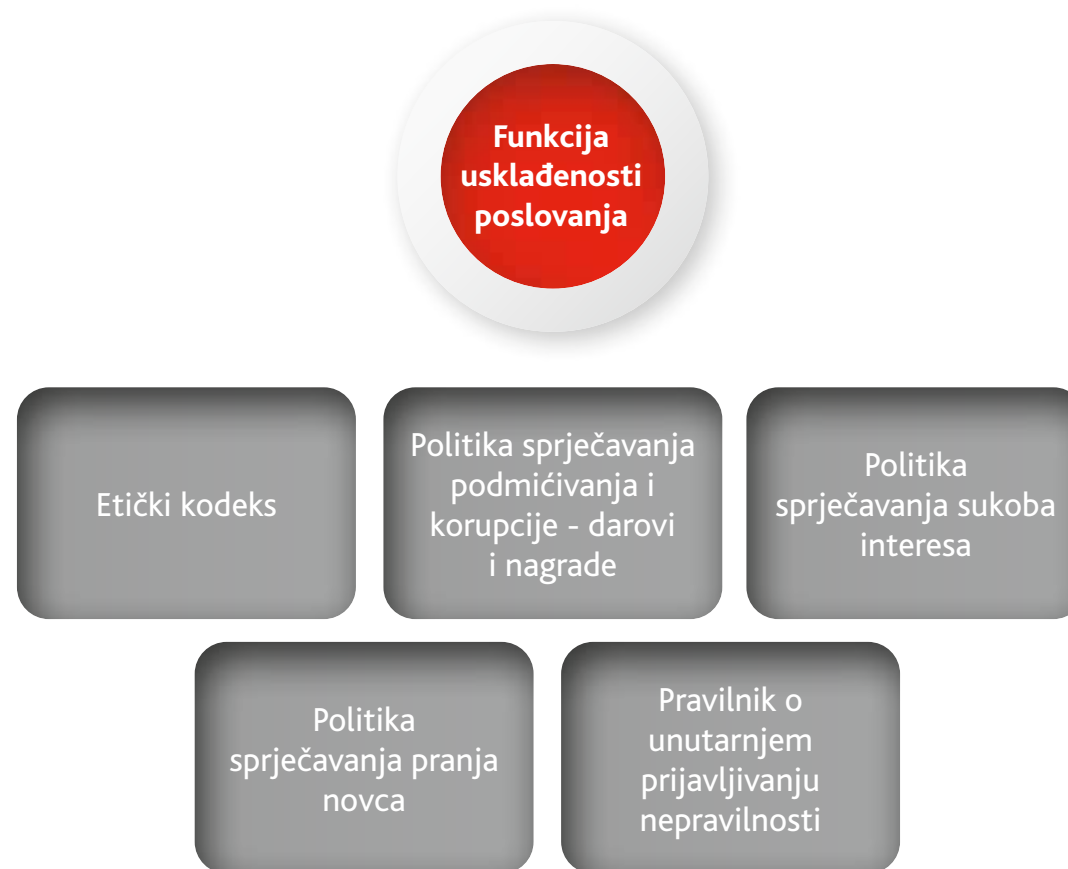 Funkcija
usklađenosti
poslovanja
Etički kodeks
Politika sprječavanja
podmićivanja i
korupcije - darovi
i nagrade
Politika
sprječavanja sukoba
interesa
Politika
sprječavanja pranja
novca
Pravilnik o
unutarnjem
prijavljivanju
nepravilnosti